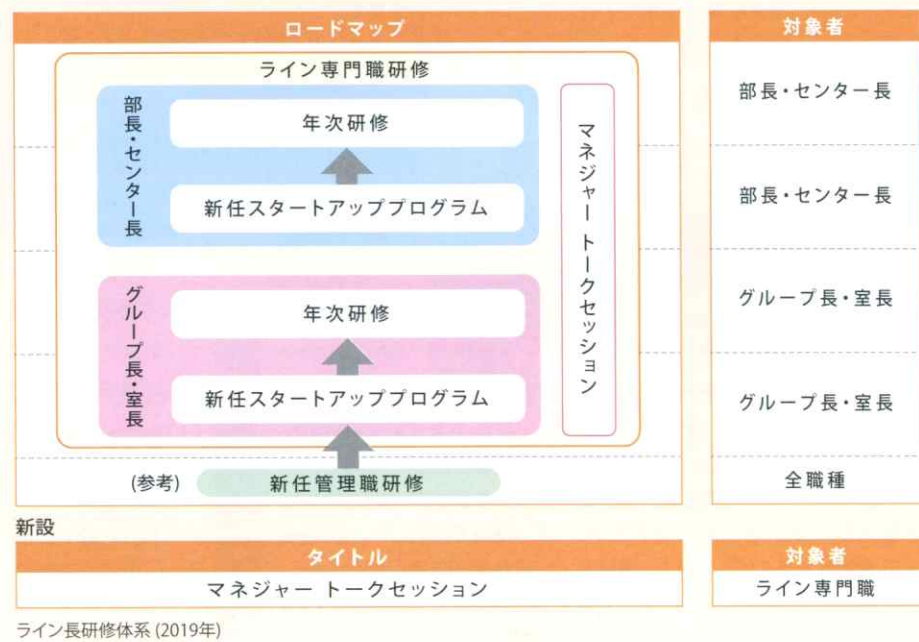 ロードマップ
対象者
ライン専門職研修
部長・センター長
年次研修
新任スタートアッププログラム
グループ長・室長
年次研修
新任スタートアッププログラム
マネジャー トークセッション
(参考)
新任管理職研修
部長・センター長
部長・センター長
グループ長・室長
グループ長・室長
全職種
新設
タイトル
対象者
マネジャー トークセッション
ライン専門職
ライン長研修体系 (2019年)